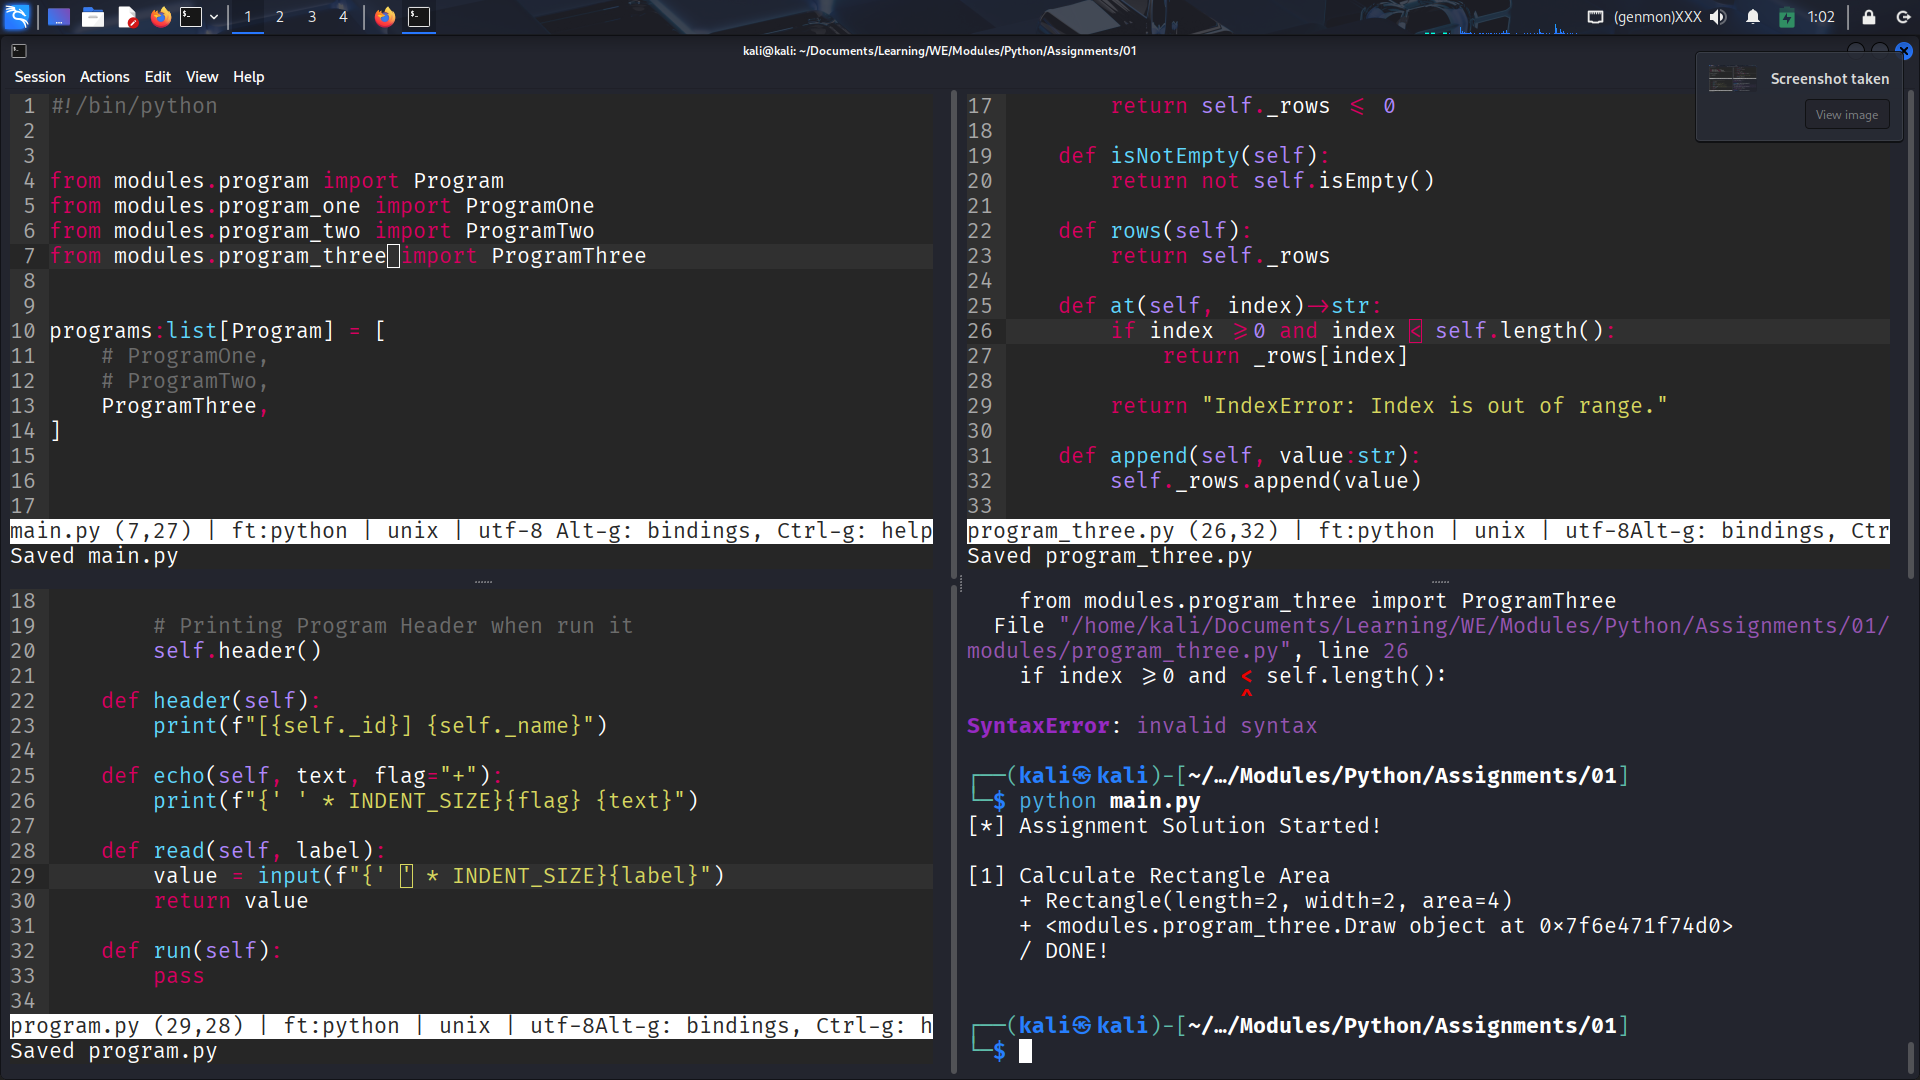 1 2 3 4 (genmon)XXX 1:02
kali@kali: ~/Documents/Learning/WE/Modules/Python/Assignments/01
Session Actions Edit View Help
Screenshot taken
View image
1 #!/bin/python
2
3
4 from modules.program import Program
5 from modules.program_one import ProgramOne
6 from modules.program_two import ProgramTwo
7 from modules.program_three import ProgramThree
8
9
10 programs:list[Program] = [
11     # ProgramOne,
12     # ProgramTwo,
13     ProgramThree,
14 ]
15
16
17
main.py (7,27) | ft:python | unix | utf-8 Alt-g: bindings, Ctrl-g: help
Saved main.py
17         return self._rows ⩽ 0
18
19     def isNotEmpty(self):
20         return not self.isEmpty()
21
22     def rows(self):
23         return self._rows
24
25     def at(self, index)→str:
26         if index ⩾0 and index < self.length():
27             return _rows[index]
28
29         return "IndexError: Index is out of range."
30
31     def append(self, value:str):
32         self._rows.append(value)
33
program_three.py (26,32) | ft:python | unix | utf-8Alt-g: bindings, Ctr
Saved program_three.py
18
19         # Printing Program Header when run it
20         self.header()
21
22     def header(self):
23         print(f"[{self._id}] {self._name}")
24
25     def echo(self, text, flag="+"):
26         print(f"{' ' * INDENT_SIZE}{flag} {text}")
27
28     def read(self, label):
29         value = input(f"{' ' * INDENT_SIZE}{label}")
30         return value
31
32     def run(self):
33         pass
34
program.py (29,28) | ft:python | unix | utf-8Alt-g: bindings, Ctrl-g: h
Saved program.py
    from modules.program_three import ProgramThree
  File "/home/kali/Documents/Learning/WE/Modules/Python/Assignments/01/
modules/program_three.py", line 26
    if index ⩾0 and < self.length():
                    ^
SyntaxError: invalid syntax
┌──(kali㉿kali)-[~/…/Modules/Python/Assignments/01]
└─$ python main.py
[*] Assignment Solution Started!
[1] Calculate Rectangle Area
    + Rectangle(length=2, width=2, area=4)
    + <modules.program_three.Draw object at 0×7f6e471f74d0>
    / DONE!
┌──(kali㉿kali)-[~/…/Modules/Python/Assignments/01]
└─$